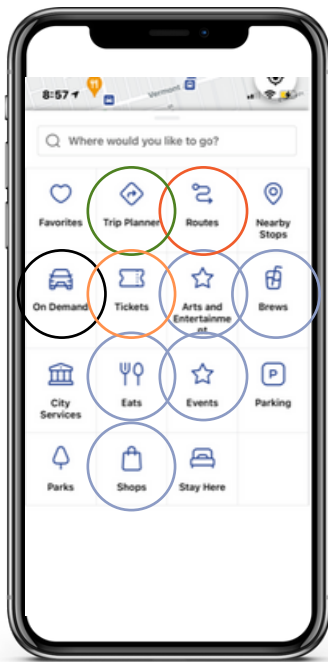 Vermont
8:57
Where would you like to go?
Favorites
Trip Planner
Routes
Nearby
Stops
On Demand
Tickets
Arts and
Entertainme
nt
Brews
City
Services
Eats
Events
P
Parking
Parks
Shops
Stay Here